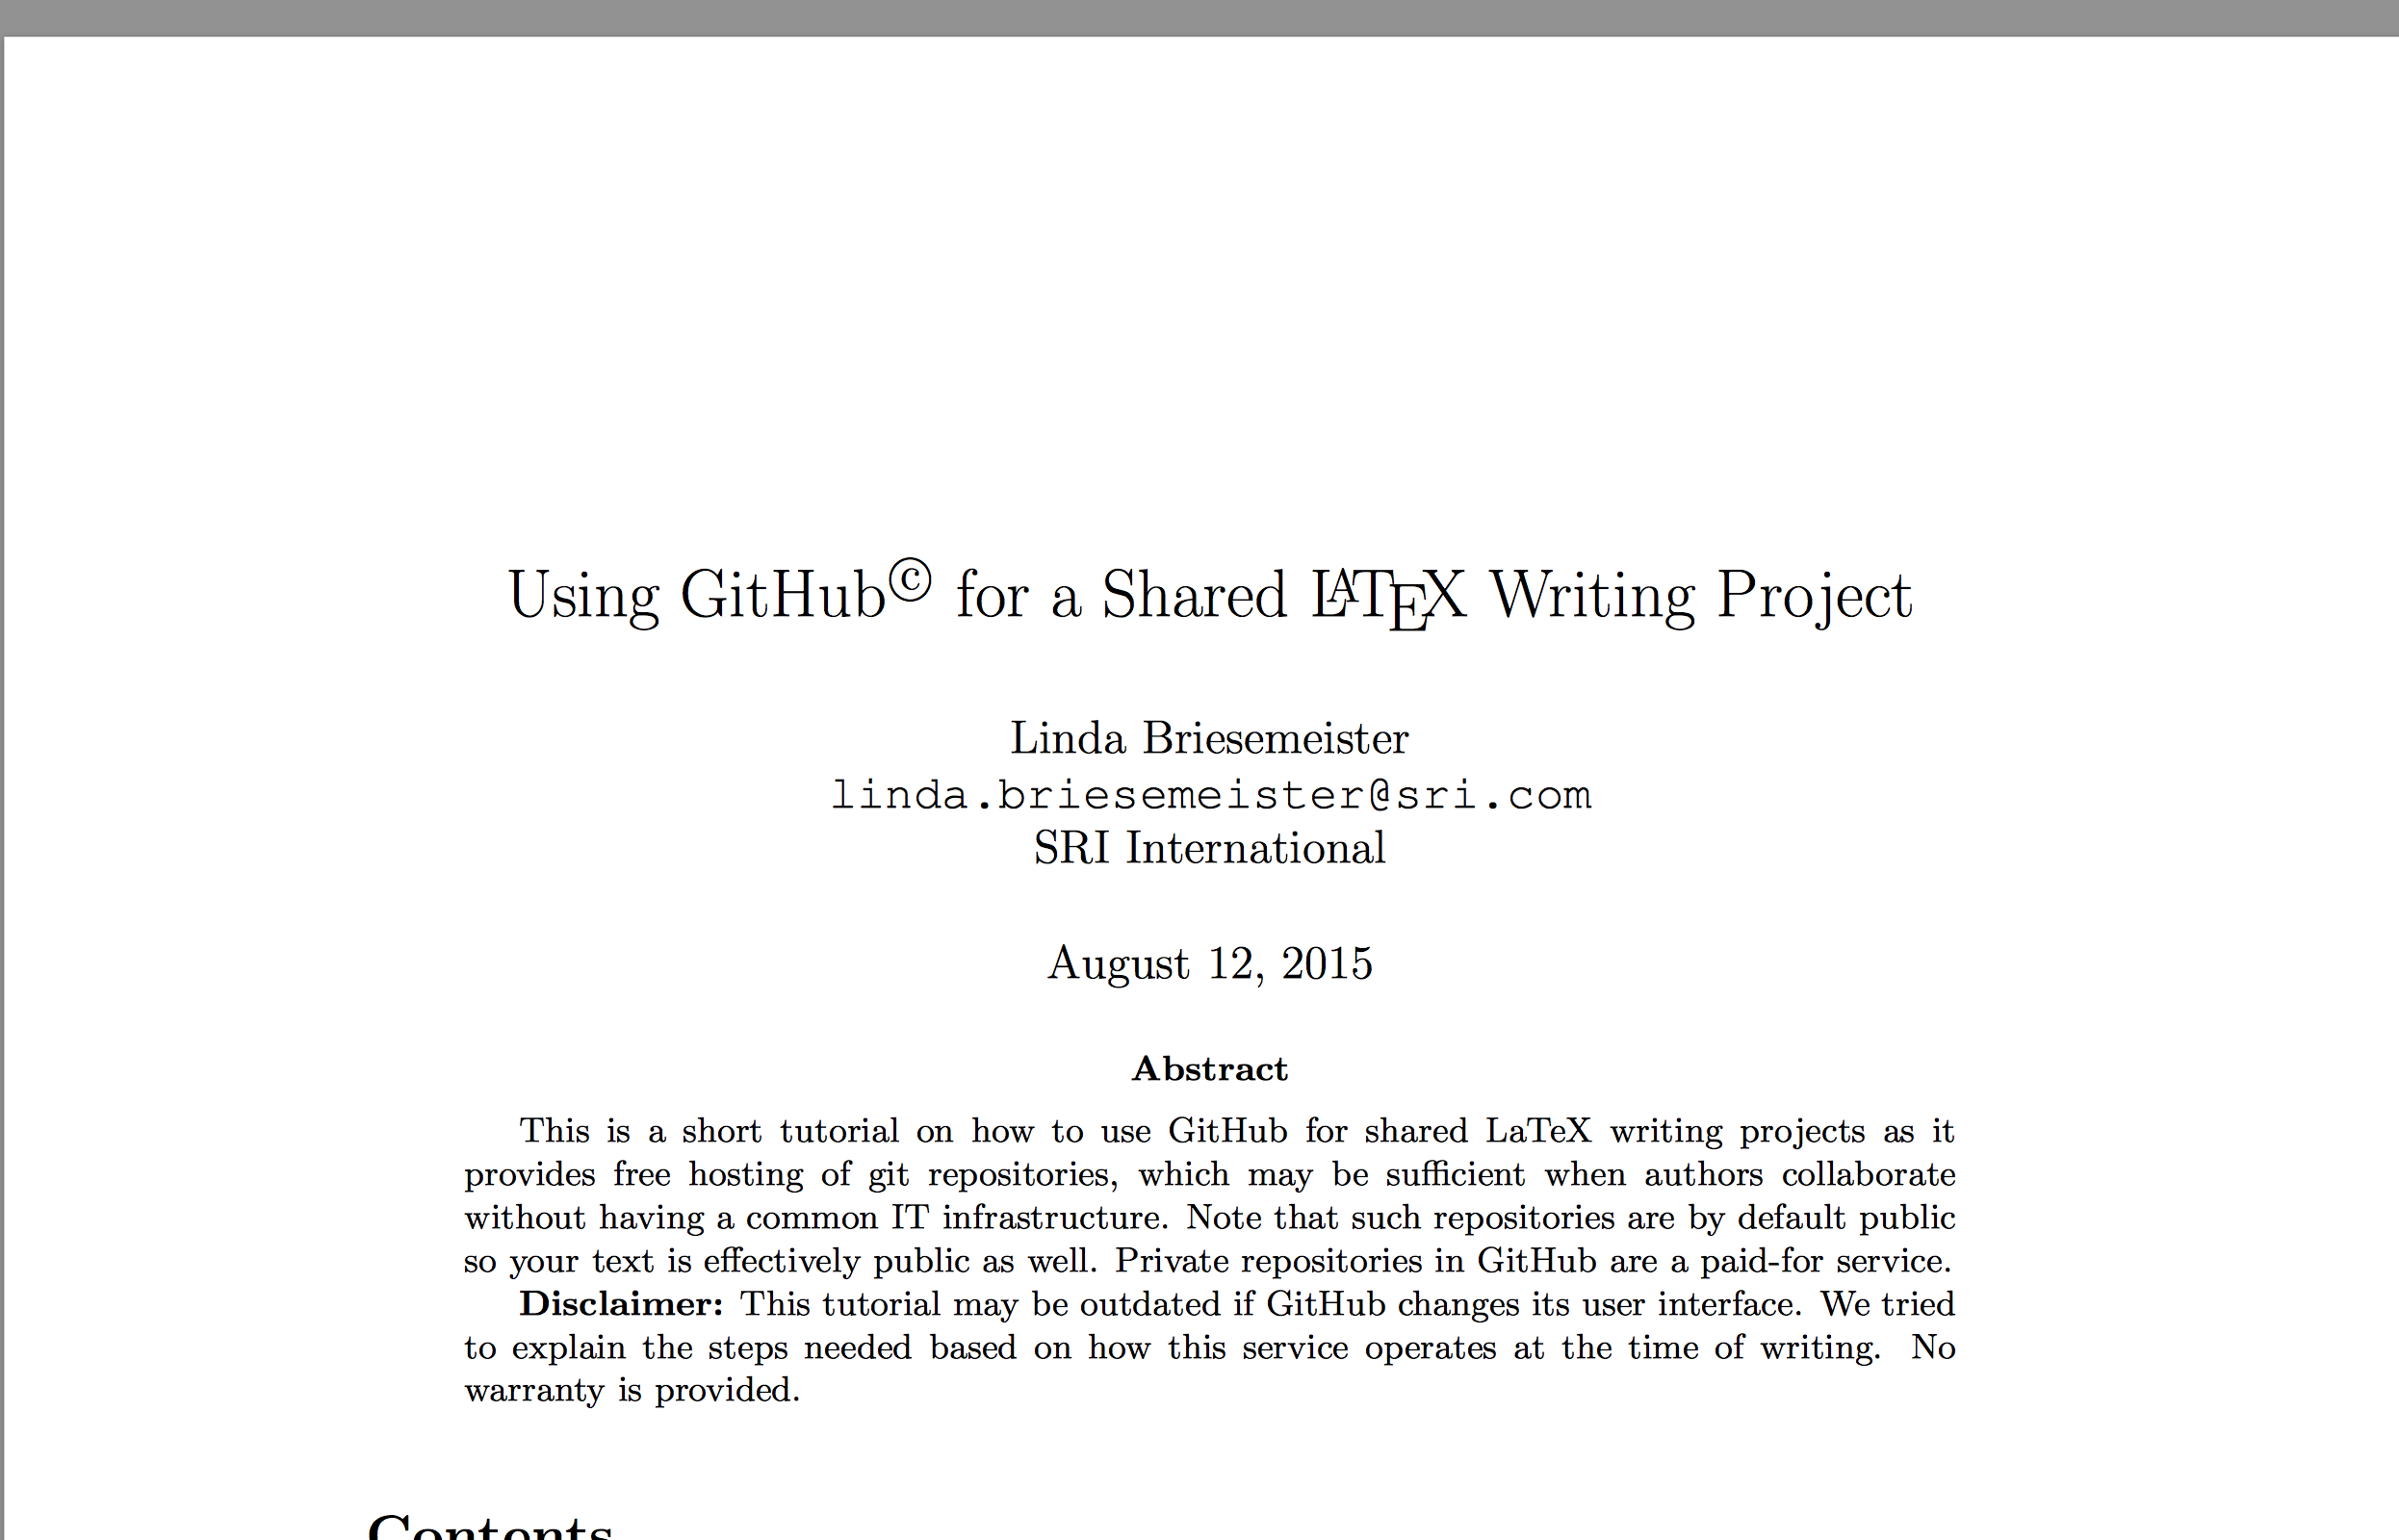 Using GitHub© for a Shared LATEX Writing Project
Linda Briesemeister
linda.briesemeister@sri.com
SRI International
August 12, 2015
Abstract
This is a short tutorial on how to use GitHub for shared LaTeX writing projects as it
provides free hosting of git repositories, which may be sufficient when authors collaborate
without having a common IT infrastructure. Note that such repositories are by default public
so your text is effectively public as well. Private repositories in GitHub are a paid-for service.
Disclaimer: This tutorial may be outdated if GitHub changes its user interface. We tried
to explain the steps needed based on how this service operates at the time of writing. No
warranty is provided.
Contents